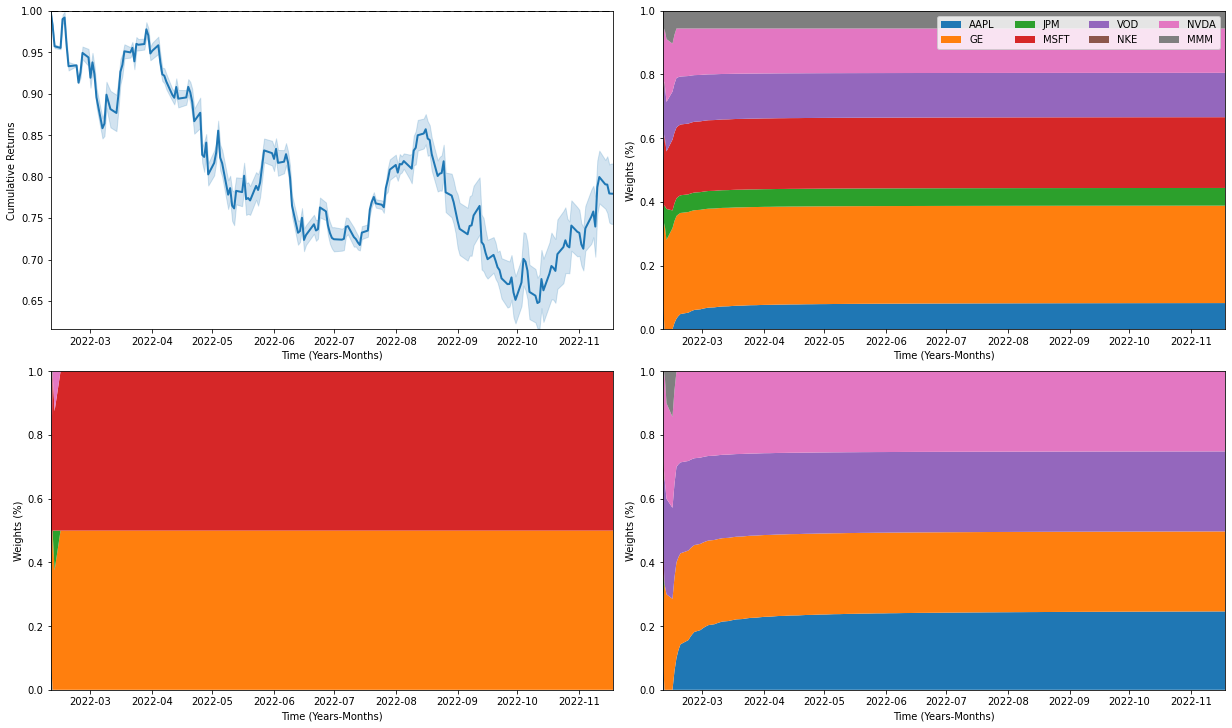 Cumulative Returns
1.00
0.95
0.90
0.85
0.80
0.75
0.70
0.65
2022-03 2022-04 2022-05 2022-06 2022-07 2022-08 2022-09 2022-10 2022-11
Time (Years-Months)
Weights (%)
1.0
0.8
0.6
0.4
0.2
0.0
AAPL JPM VOD NVDA
GE MSFT NKE MMM
2022-03 2022-04 2022-05 2022-06 2022-07 2022-08 2022-09 2022-10 2022-11
Time (Years-Months)
Weights (%)
1.0
0.8
0.6
0.4
0.2
0.0
2022-03 2022-04 2022-05 2022-06 2022-07 2022-08 2022-09 2022-10 2022-11
Time (Years-Months)
Weights (%)
1.0
0.8
0.6
0.4
0.2
0.0
2022-03 2022-04 2022-05 2022-06 2022-07 2022-08 2022-09 2022-10 2022-11
Time (Years-Months)